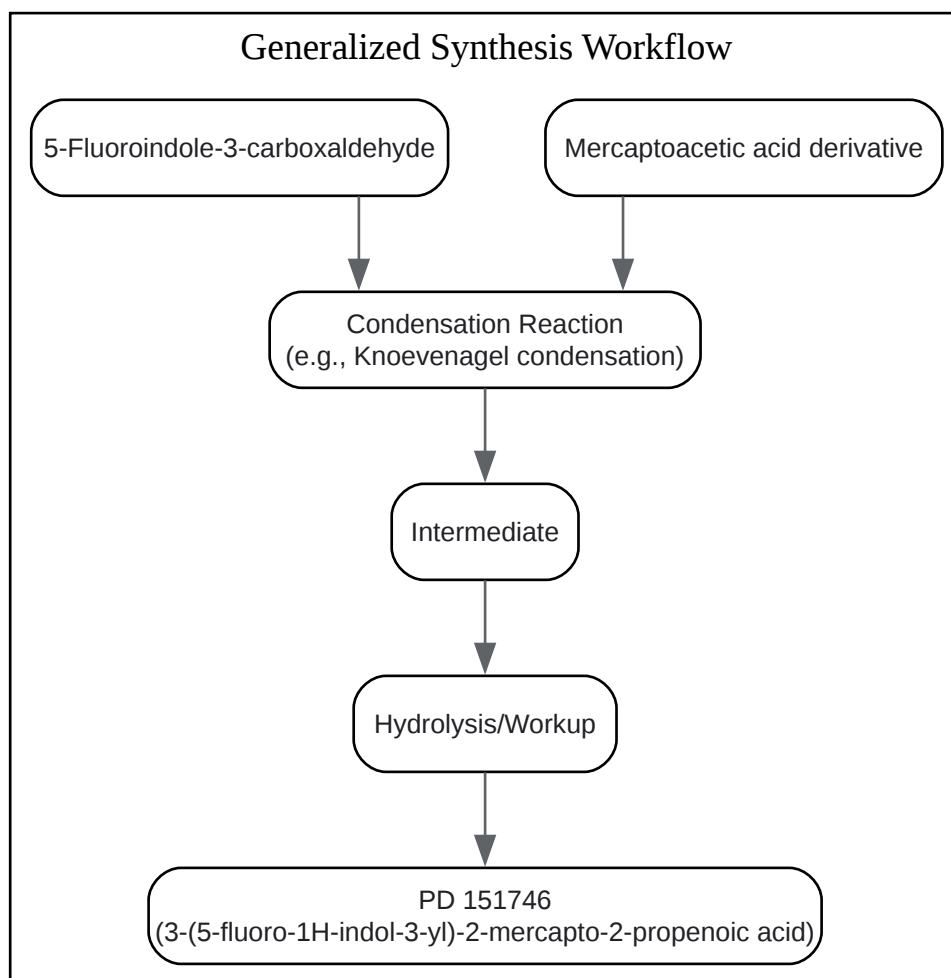 Generalized Synthesis Workflow
5-Fluoroindole-3-carboxaldehyde
Mercaptoacetic acid derivative
Condensation Reaction
(e.g., Knoevenagel condensation)
Intermediate
Hydrolysis/Workup
PD 151746
(3-(5-fluoro-1H-indol-3-yl)-2-mercapto-2-propenoic acid)